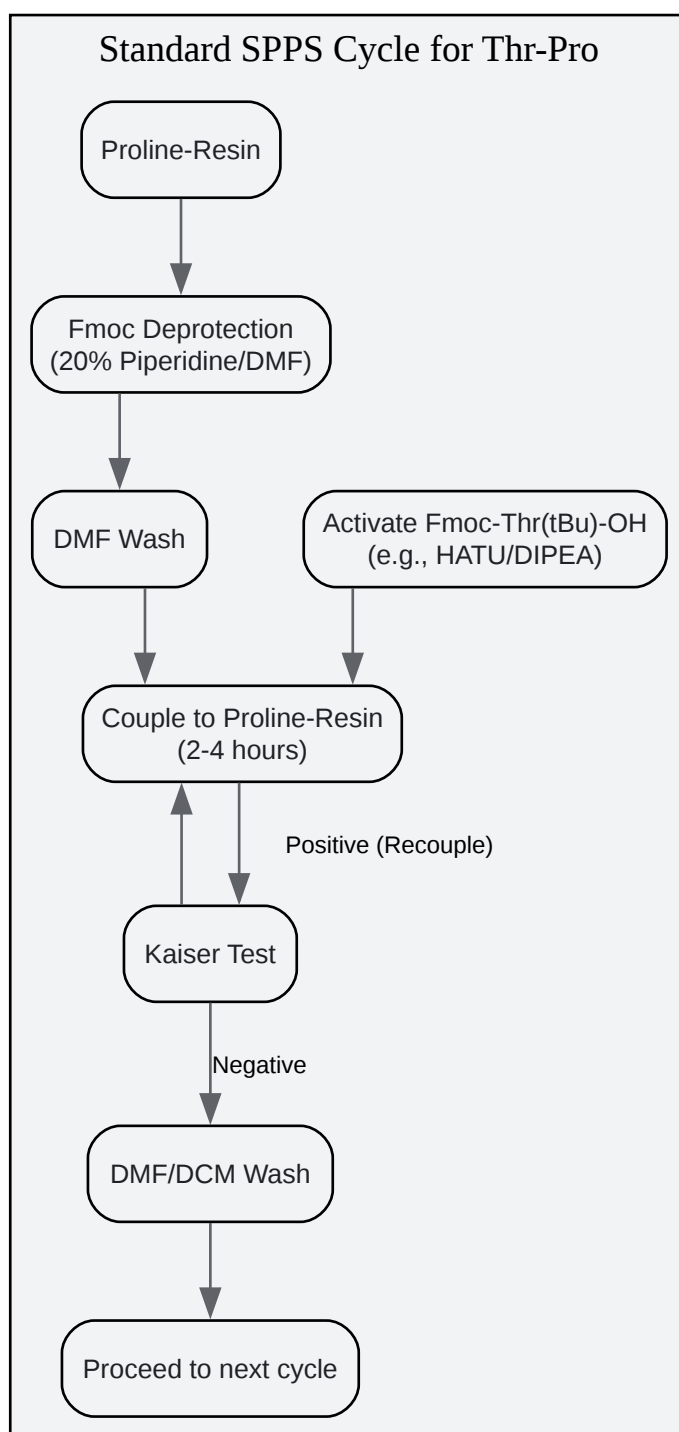 Standard SPPS Cycle for Thr-Pro
Proline-Resin
Fmoc Deprotection
(20% Piperidine/DMF)
DMF Wash
Activate Fmoc-Thr(tBu)-OH
(e.g., HATU/DIPEA)
Couple to Proline-Resin
(2-4 hours)
Positive (Recouple)
Kaiser Test
Negative
DMF/DCM Wash
Proceed to next cycle